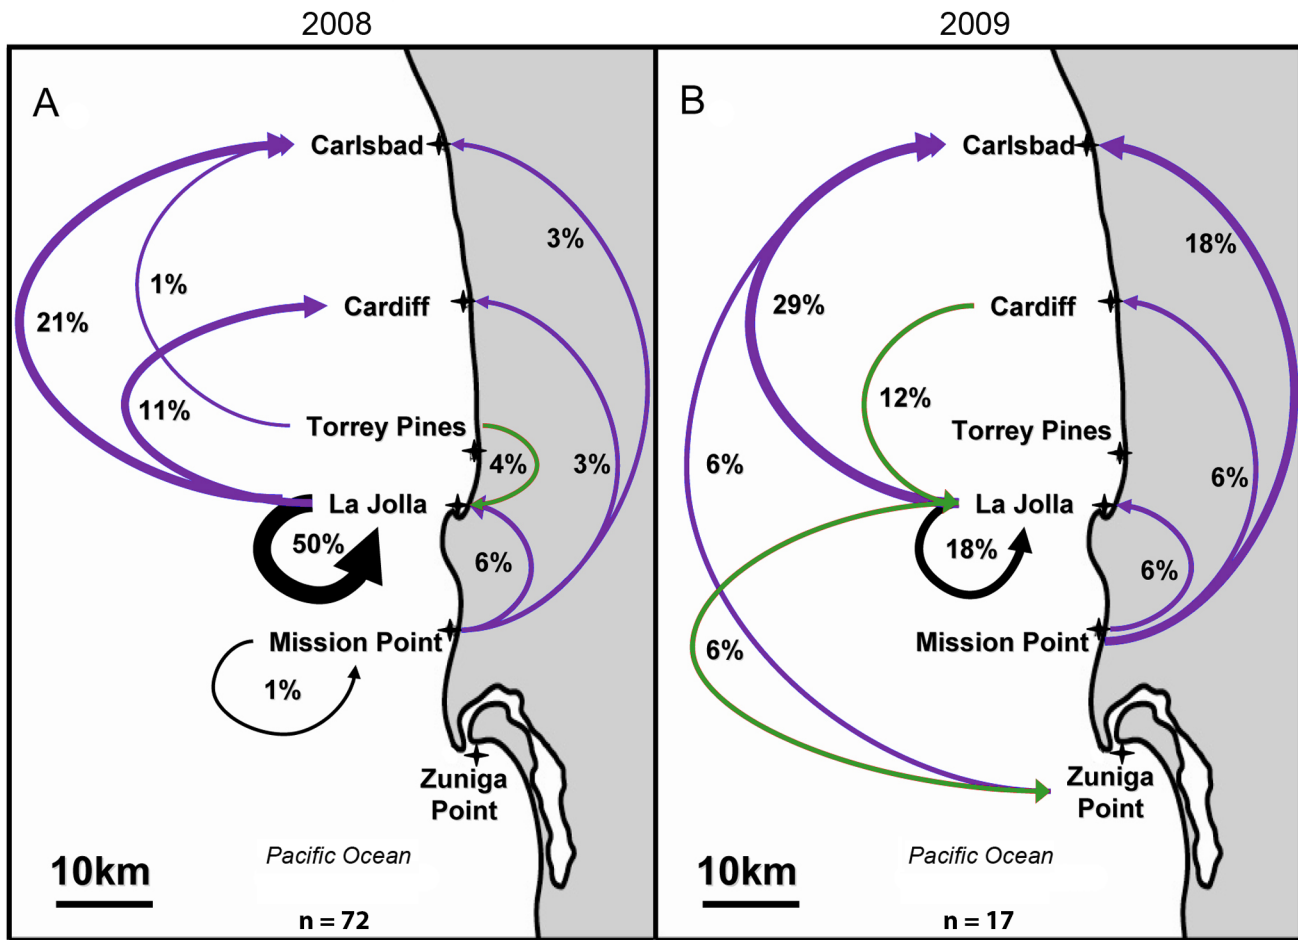 2008
2009
A
Carlsbad
3%
1%
Cardiff
21%
11%
Torrey Pines
4%
3%
La Jolla
50%
6%
Mission Point
1%
Zuniga
Point
Pacific Ocean
10km
n = 72
B
Carlsbad
18%
29%
Cardiff
12%
Torrey Pines
6%
6%
La Jolla
18%
6%
Mission Point
6%
Zuniga
Point
Pacific Ocean
10km
n = 17